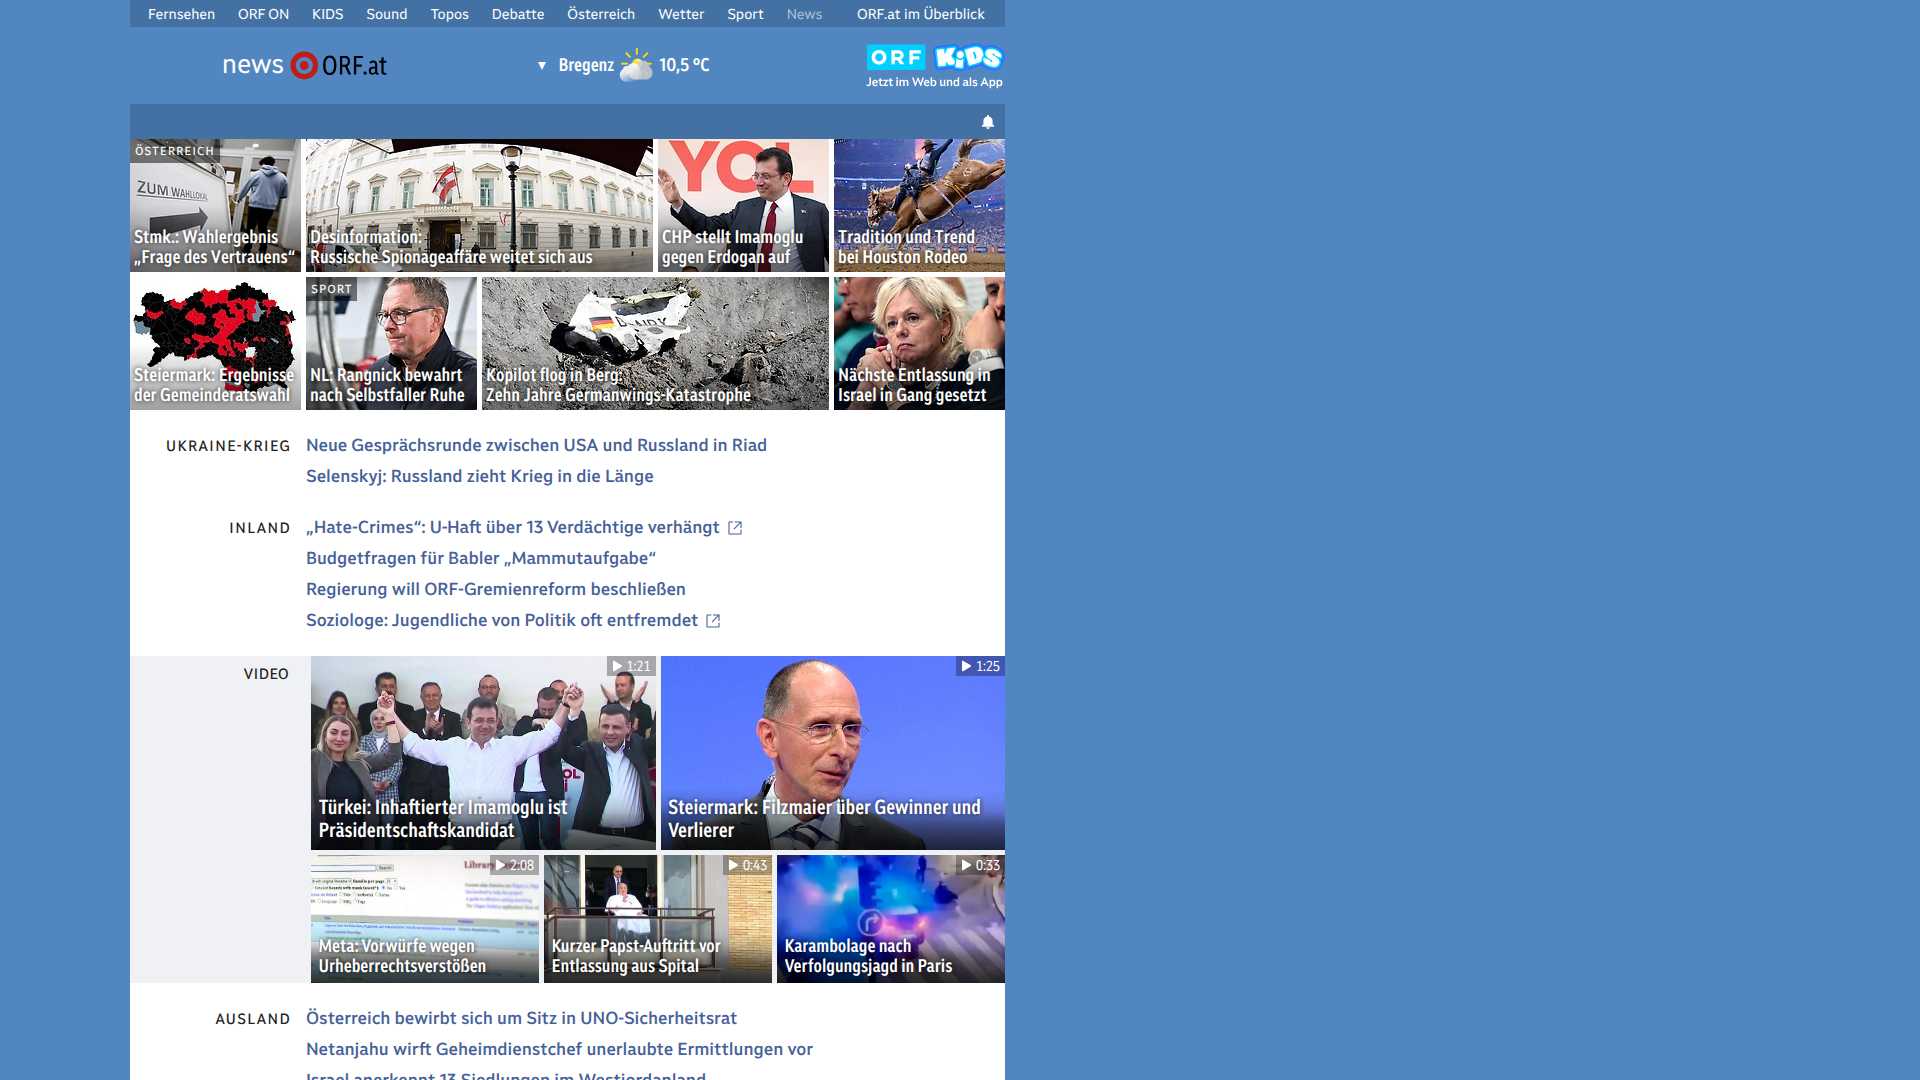 Fernsehen ORF ON KIDS Sound Topos Debatte Österreich Wetter Sport News ORF.at im Überblick
news ORF.at
Bregenz 10,5 °C
ORF KiDS
Jetzt im Web und als App
ÖSTERREICH
ZUM WAHLLOKAL
Stmk.: Wahlergebnis
„Frage des Vertrauens“
Desinformation:
Russische Spionageaffäre weitet sich aus
YOL
CHP stellt Imamoglu
gegen Erdogan auf
Tradition und Trend
bei Houston Rodeo
Steiermark: Ergebnisse
der Gemeinderatswahl
SPORT
NL: Rangnick bewahrt
nach Selbstfaller Ruhe
Kopilot flog in Berg:
Zehn Jahre Germanwings-Katastrophe
Nächste Entlassung in
Israel in Gang gesetzt
UKRAINE-KRIEG
Neue Gesprächsrunde zwischen USA und Russland in Riad
Selenskyj: Russland zieht Krieg in die Länge
INLAND
„Hate-Crimes“: U-Haft über 13 Verdächtige verhängt
Budgetfragen für Babler „Mammutaufgabe“
Regierung will ORF-Gremienreform beschließen
Soziologe: Jugendliche von Politik oft entfremdet
VIDEO
1:21
Türkei: Inhaftierter Imamoglu ist
Präsidentschaftskandidat
1:25
Steiermark: Filzmaier über Gewinner und
Verlierer
2:08
Meta: Vorwürfe wegen
Urheberrechtsverstößen
0:43
Kurzer Papst-Auftritt vor
Entlassung aus Spital
0:33
Karambolage nach
Verfolgungsjagd in Paris
AUSLAND
Österreich bewirbt sich um Sitz in UNO-Sicherheitsrat
Netanjahu wirft Geheimdienstchef unerlaubte Ermittlungen vor
Israel anerkennt 13 Siedlungen im Westjordanland